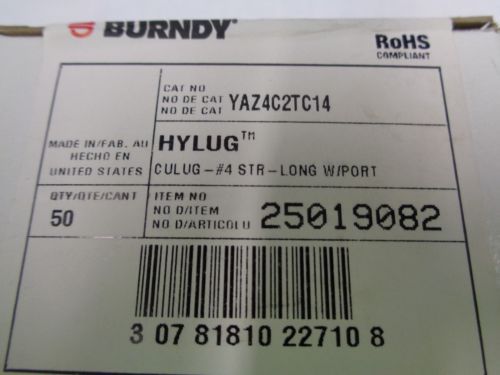 BURNDY®
RoHS
COMPLIANT
CAT NO
NO DE CAT
NO DE CAT
YAZ4C2TC14
MADE IN/FAB. AU
HECHO EN
UNITED STATES
HYLUG™
CULUG-#4 STR-LONG W/PORT
QTY/QTE/CANT
50
ITEM NO
NO D/ITEM
NO D/ARTICOLU
25019082
3 07 81810 22710 8